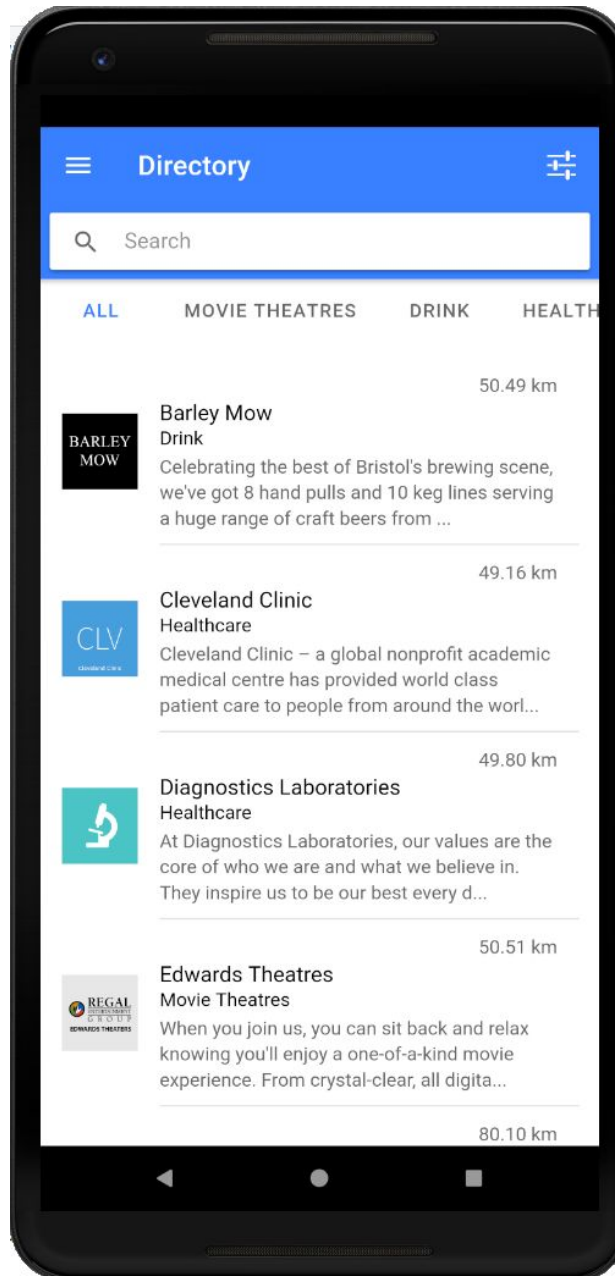 Directory
Search
ALL MOVIE THEATRES DRINK HEALTH
50.49 km
BARLEY
MOW
Barley Mow
Drink
Celebrating the best of Bristol's brewing scene,
we've got 8 hand pulls and 10 keg lines serving
a huge range of craft beers from ...
49.16 km
CLV
Cleveland Clinic
Cleveland Clinic
Healthcare
Cleveland Clinic – a global nonprofit academic
medical centre has provided world class
patient care to people from around the worl...
49.80 km
Diagnostics Laboratories
Healthcare
At Diagnostics Laboratories, our values are the
core of who we are and what we believe in.
They inspire us to be our best every d...
50.51 km
REGAL
ENTERTAINMENT
GROUP
EDWARDS THEATERS
Edwards Theatres
Movie Theatres
When you join us, you can sit back and relax
knowing you'll enjoy a one-of-a-kind movie
experience. From crystal-clear, all digita...
80.10 km